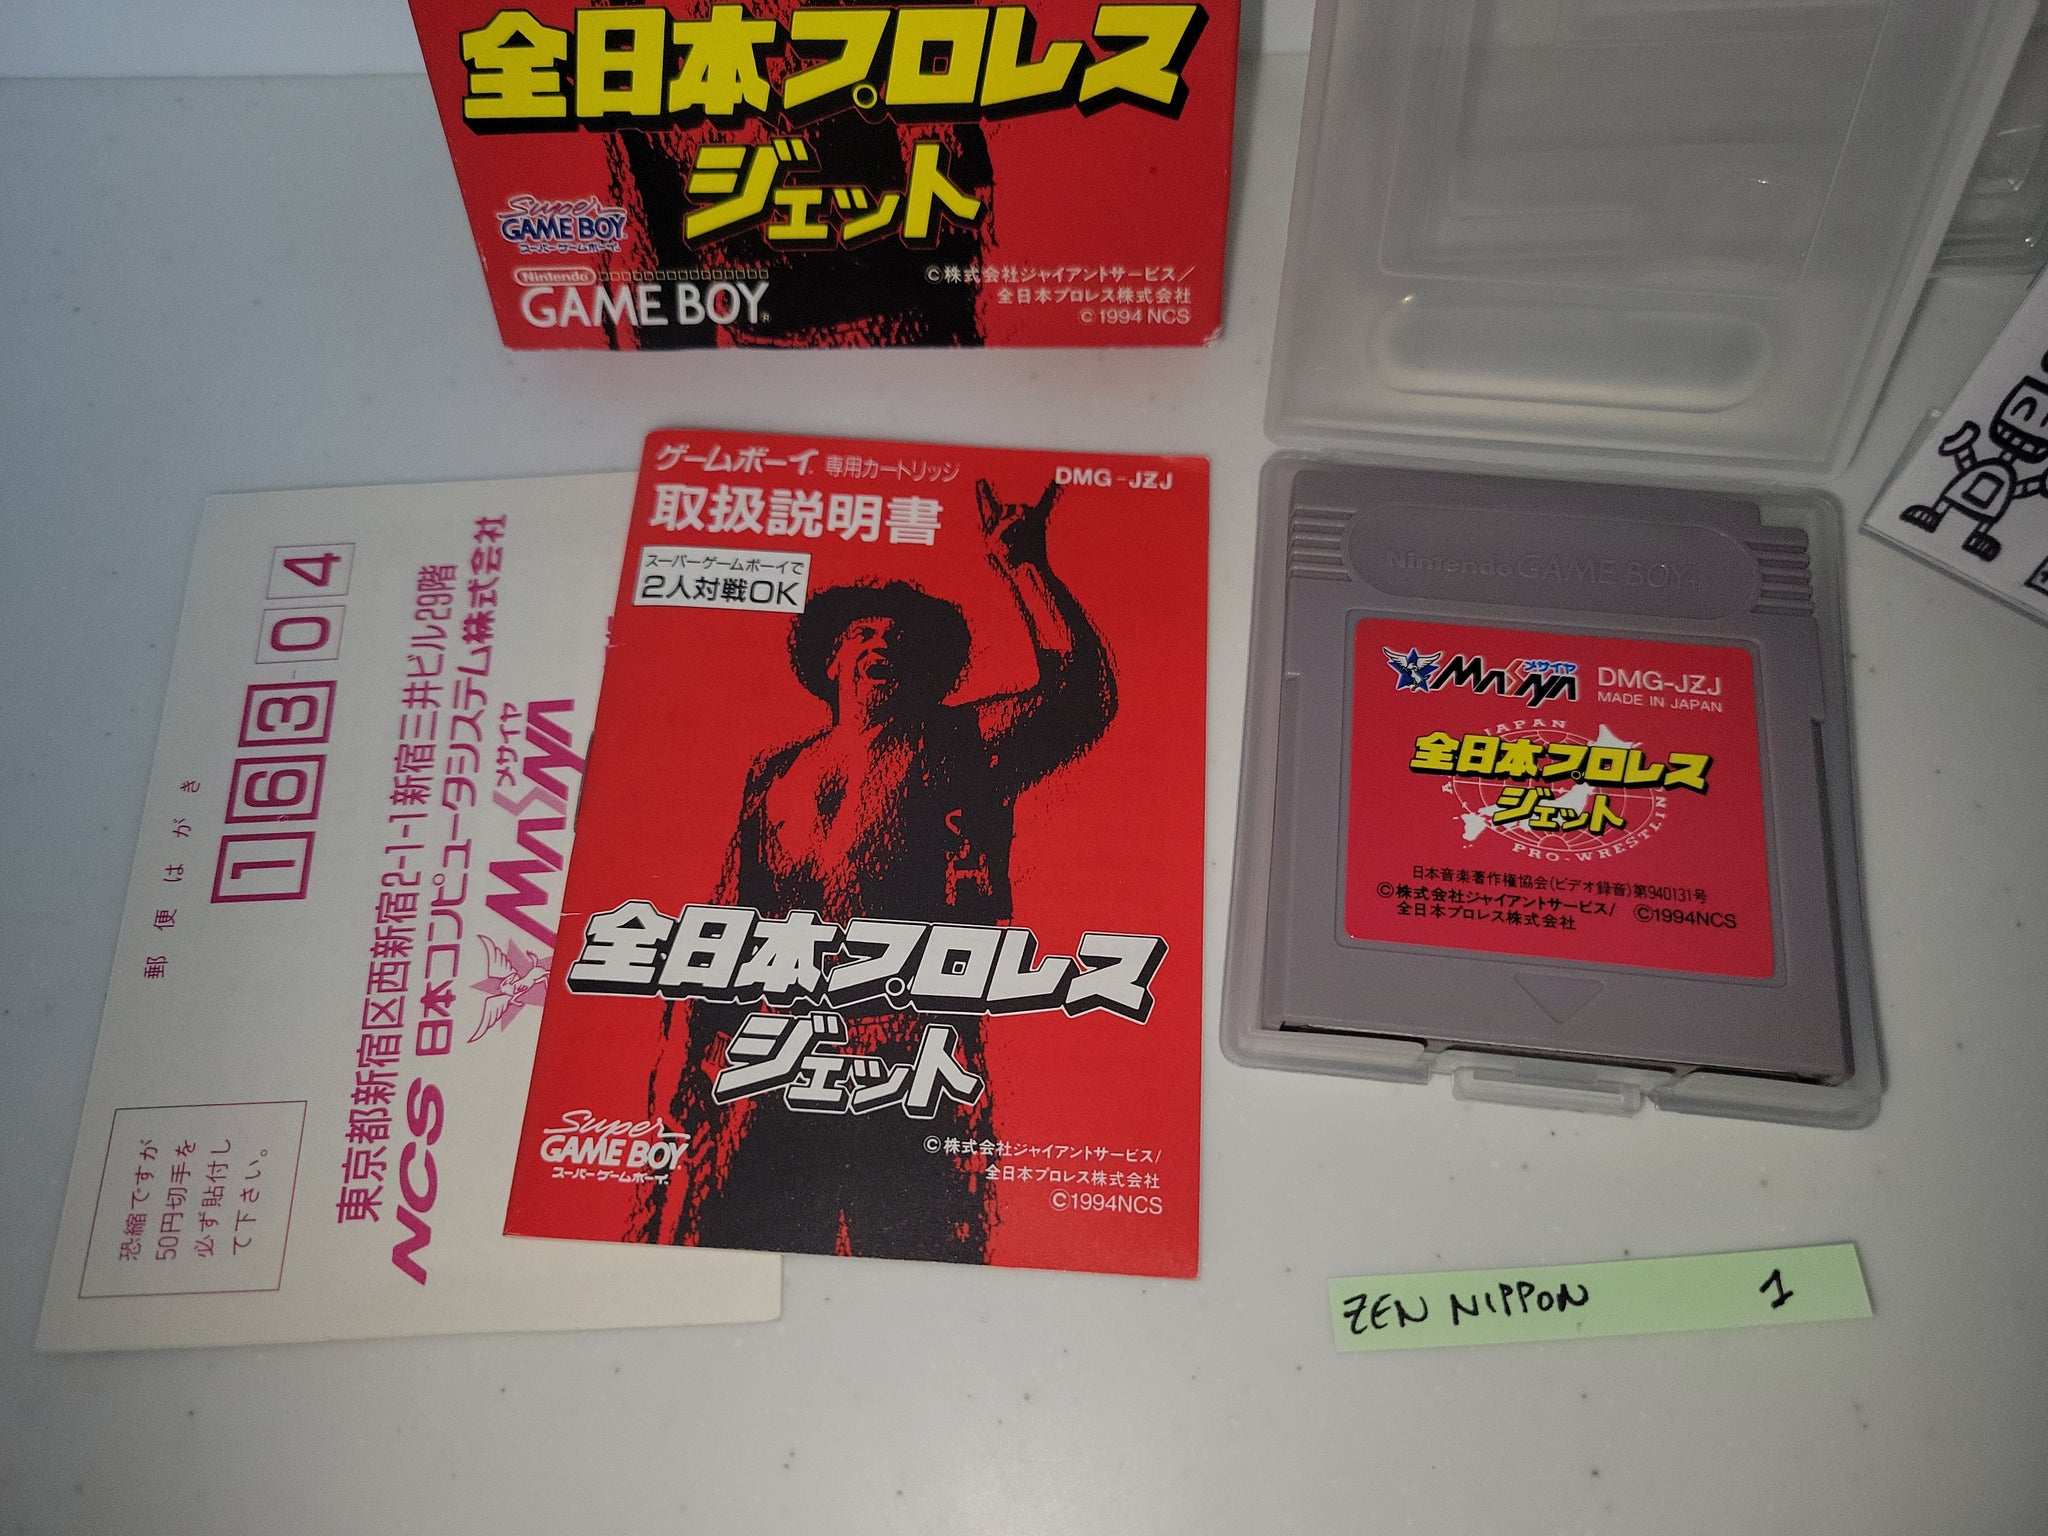 全日本プロレス
ジェット
Super
GAME BOY
スーパーゲームボーイ
Nintendo
GAME BOY
©株式会社ジャイアントサービス/
全日本プロレス株式会社
© 1994 NCS
郵便はがき
163-04
東京都新宿区西新宿2-1-1新宿三井ビル29階
NCS 日本コンピュータシステム株式会社
メサイヤ
MASAYA
恐縮ですが
50円切手を
必ず貼付し
て下さい。
ゲームボーイ 専用カートリッジ
DMG-JZJ
取扱説明書
スーパーゲームボーイで
2人対戦OK
全日本プロレス
ジェット
Super
GAME BOY
スーパーゲームボーイ
©株式会社ジャイアントサービス/
全日本プロレス株式会社
©1994NCS
Nintendo GAME BOY
メサイヤ
MASAYA
DMG-JZJ
MADE IN JAPAN
JAPAN
全日本プロレス
ジェット
PRO-WRESTLING
日本音楽著作権協会(ビデオ録音)第940131号
©株式会社ジャイアントサービス/
全日本プロレス株式会社
©1994NCS
ZEN NIPPON 1